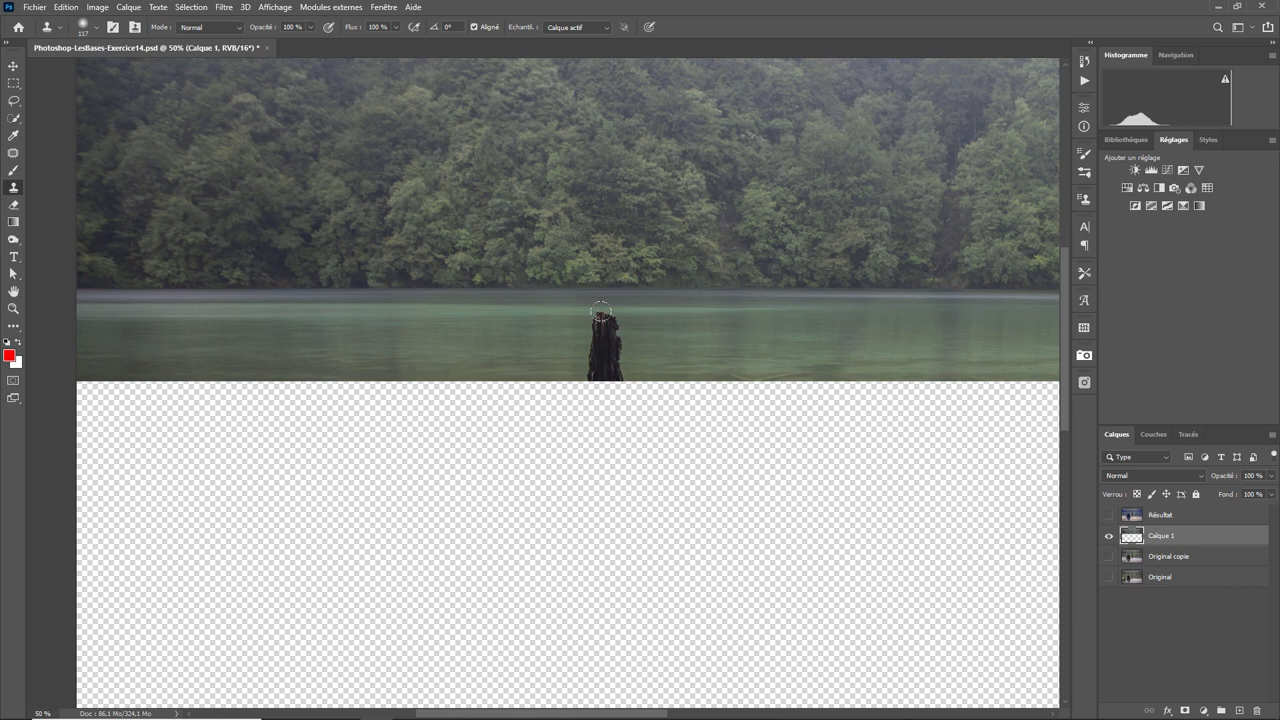 Ps Fichier Edition Image Calque Texte Sélection Filtre 3D Affichage Modules externes Fenêtre Aide
117 Mode : Normal Opacité : 100 % Flux : 100 % 0° Aligné Echantil. : Calque actif
Photoshop-LesBases-Exercice14.psd @ 50% (Calque 1, RVB/16*) * ×
Histogramme Navigation
Bibliothèques Réglages Styles
Ajouter un réglage
Calques Couches Tracés
Type
Normal Opacité : 100 %
Verrou : Fond : 100 %
Résultat
Calque 1
Original copie
Original
50 % Doc : 86,1 Mo/324,1 Mo